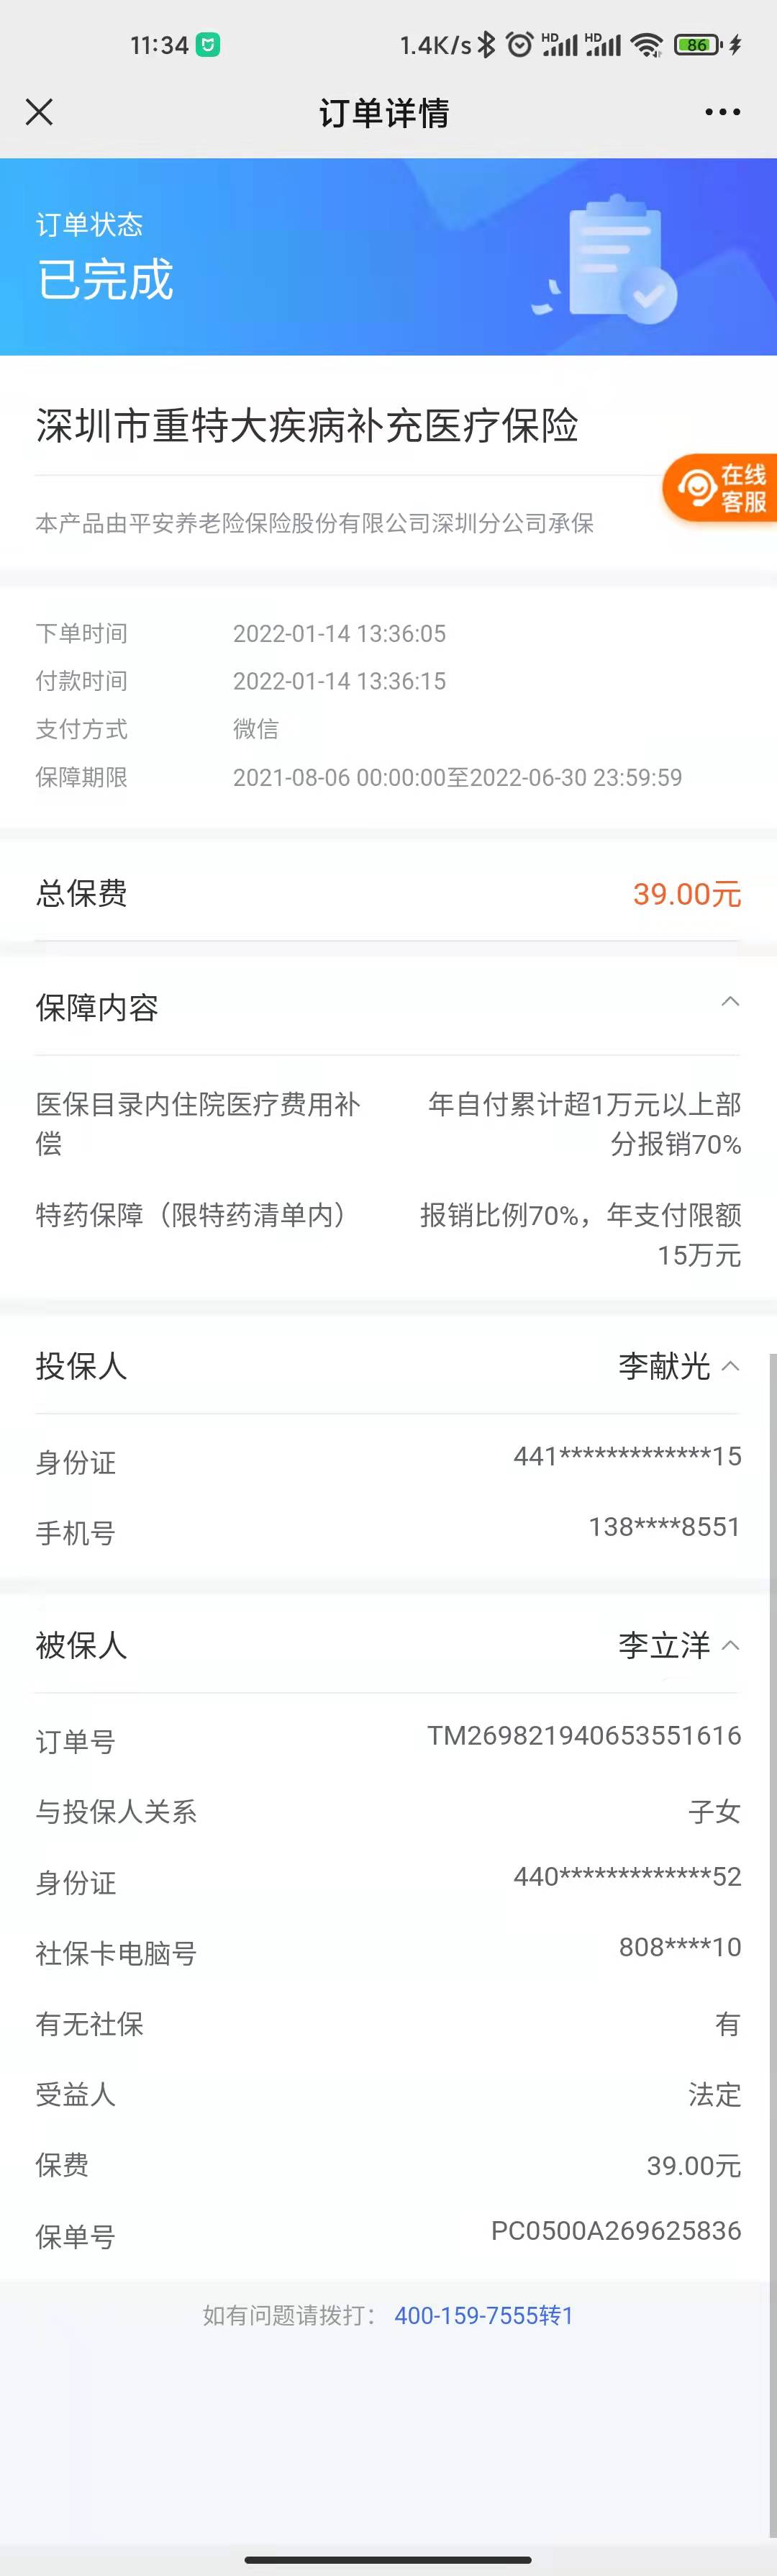 11:34
1.4K/s HD HD 86
订单详情
订单状态
已完成
深圳市重特大疾病补充医疗保险
在线
客服
本产品由平安养老险保险股份有限公司深圳分公司承保
下单时间 2022-01-14 13:36:05
付款时间 2022-01-14 13:36:15
支付方式 微信
保障期限 2021-08-06 00:00:00至2022-06-30 23:59:59
总保费 39.00元
保障内容
医保目录内住院医疗费用补 年自付累计超1万元以上部
偿 分报销70%
特药保障（限特药清单内） 报销比例70%，年支付限额
15万元
投保人 李献光
身份证 441*************15
手机号 138****8551
被保人 李立洋
订单号 TM269821940653551616
与投保人关系 子女
身份证 440*************52
社保卡电脑号 808****10
有无社保 有
受益人 法定
保费 39.00元
保单号 PC0500A269625836
如有问题请拨打： 400-159-7555转1